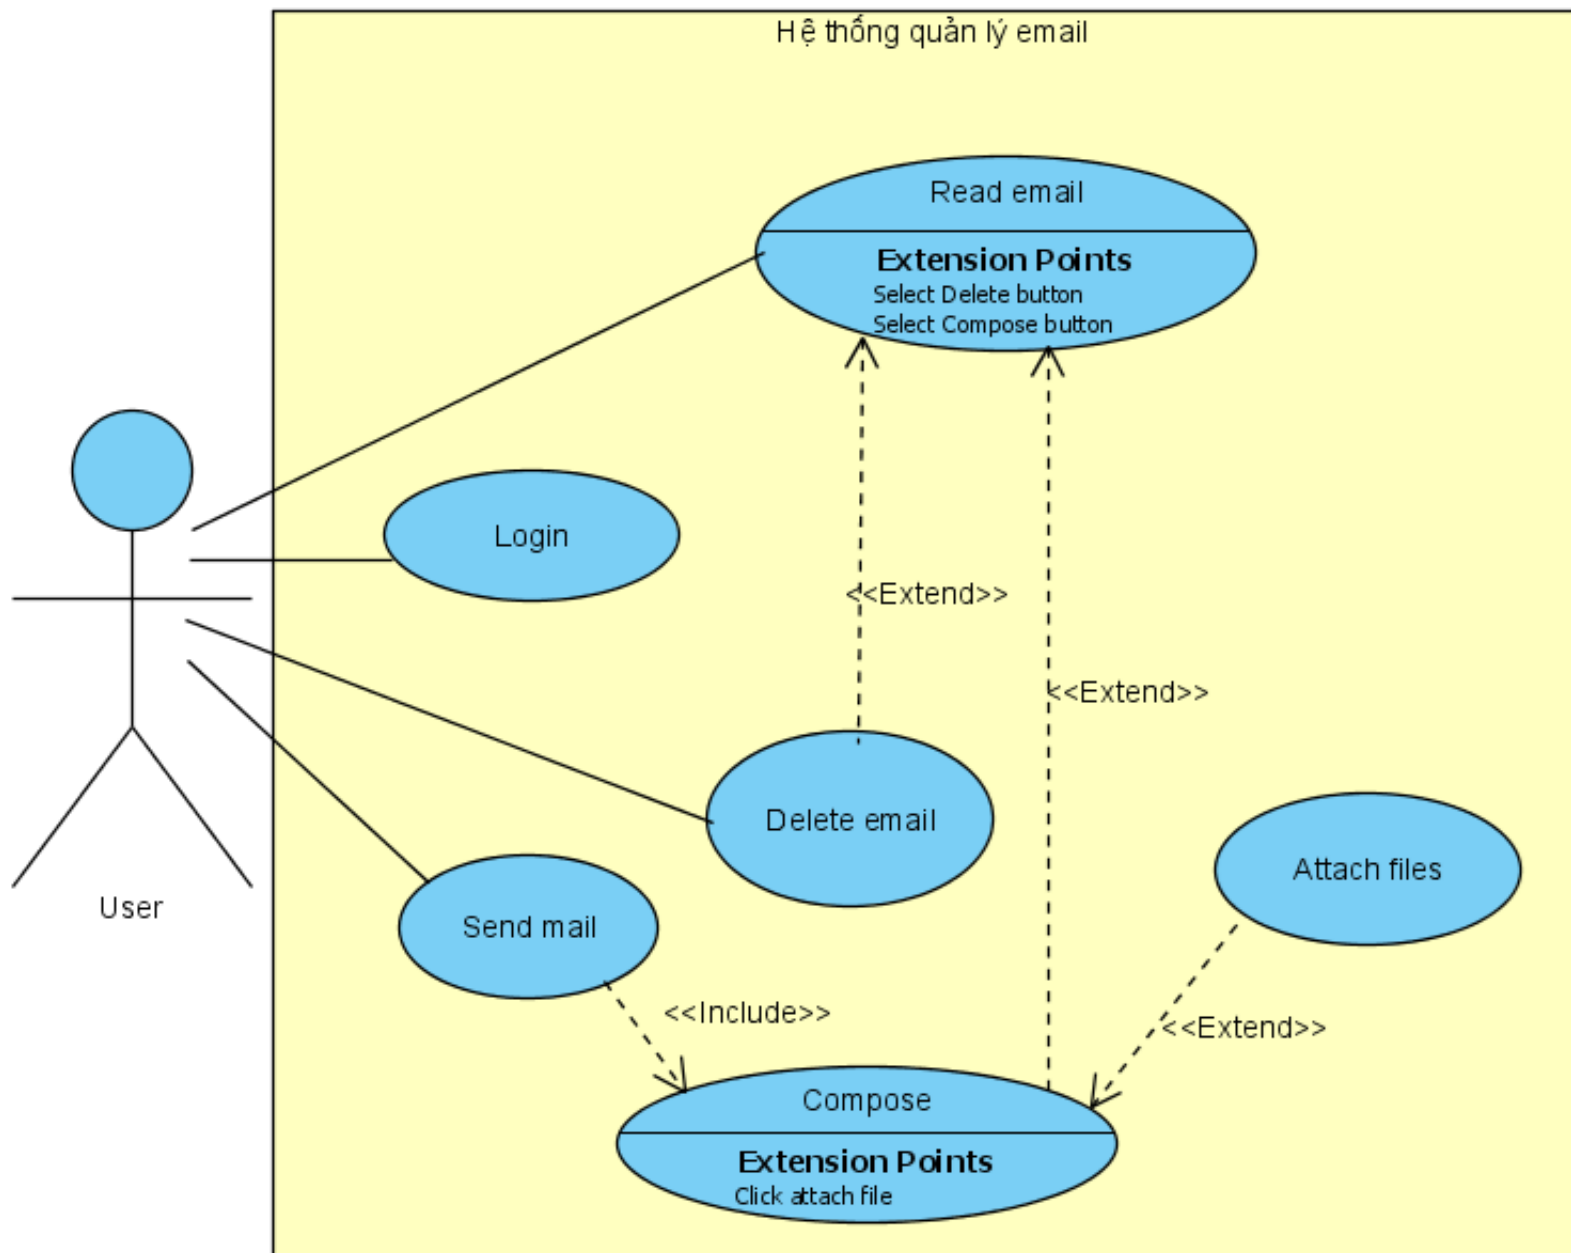 Hệ thống quản lý email
Read email
Extension Points
Select Delete button
Select Compose button
Login
<<Extend>>
<<Extend>>
Delete email
Attach files
User
Send mail
<<Include>>
<<Extend>>
Compose
Extension Points
Click attach file